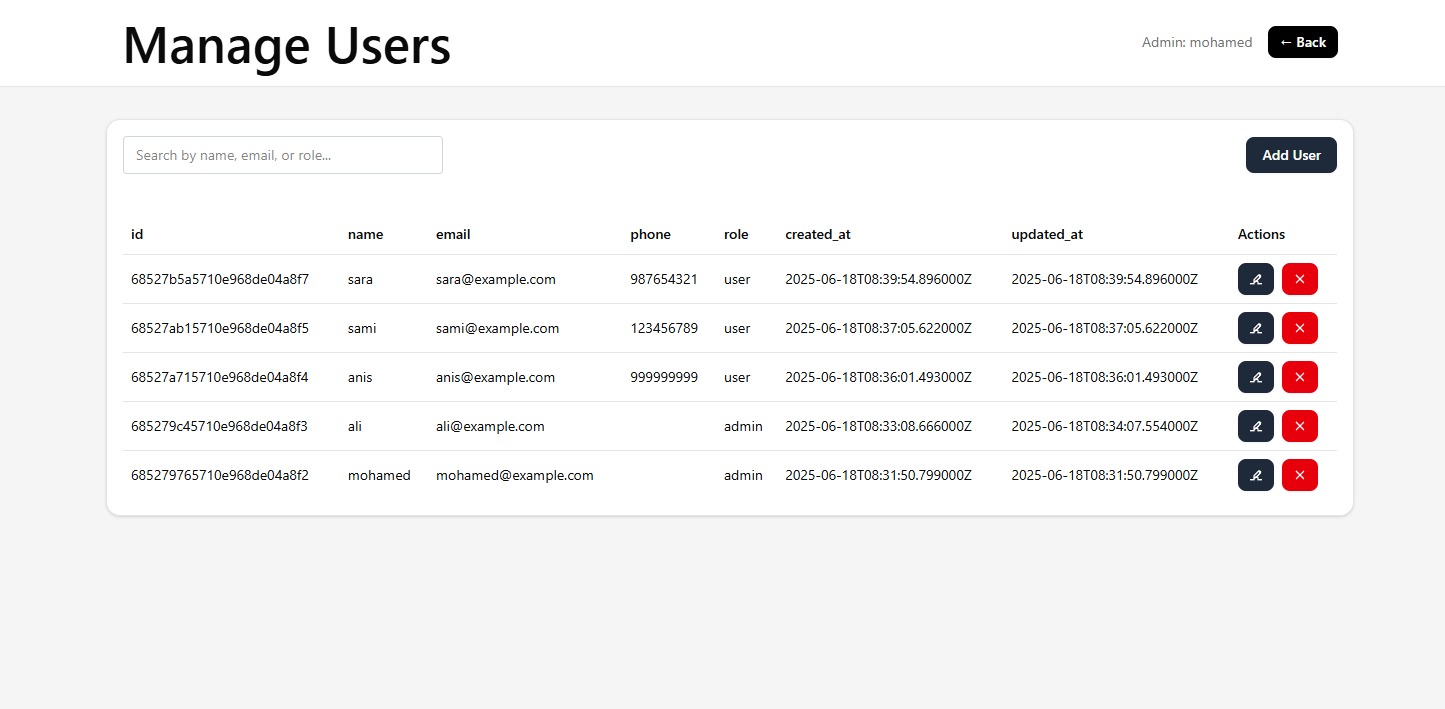 Manage Users
Admin: mohamed
← Back
Search by name, email, or role...
Add User
id name email phone role created_at updated_at Actions
68527b5a5710e968de04a8f7 sara sara@example.com 987654321 user 2025-06-18T08:39:54.896000Z 2025-06-18T08:39:54.896000Z
68527ab15710e968de04a8f5 sami sami@example.com 123456789 user 2025-06-18T08:37:05.622000Z 2025-06-18T08:37:05.622000Z
68527a715710e968de04a8f4 anis anis@example.com 999999999 user 2025-06-18T08:36:01.493000Z 2025-06-18T08:36:01.493000Z
685279c45710e968de04a8f3 ali ali@example.com admin 2025-06-18T08:33:08.666000Z 2025-06-18T08:34:07.554000Z
685279765710e968de04a8f2 mohamed mohamed@example.com admin 2025-06-18T08:31:50.799000Z 2025-06-18T08:31:50.799000Z